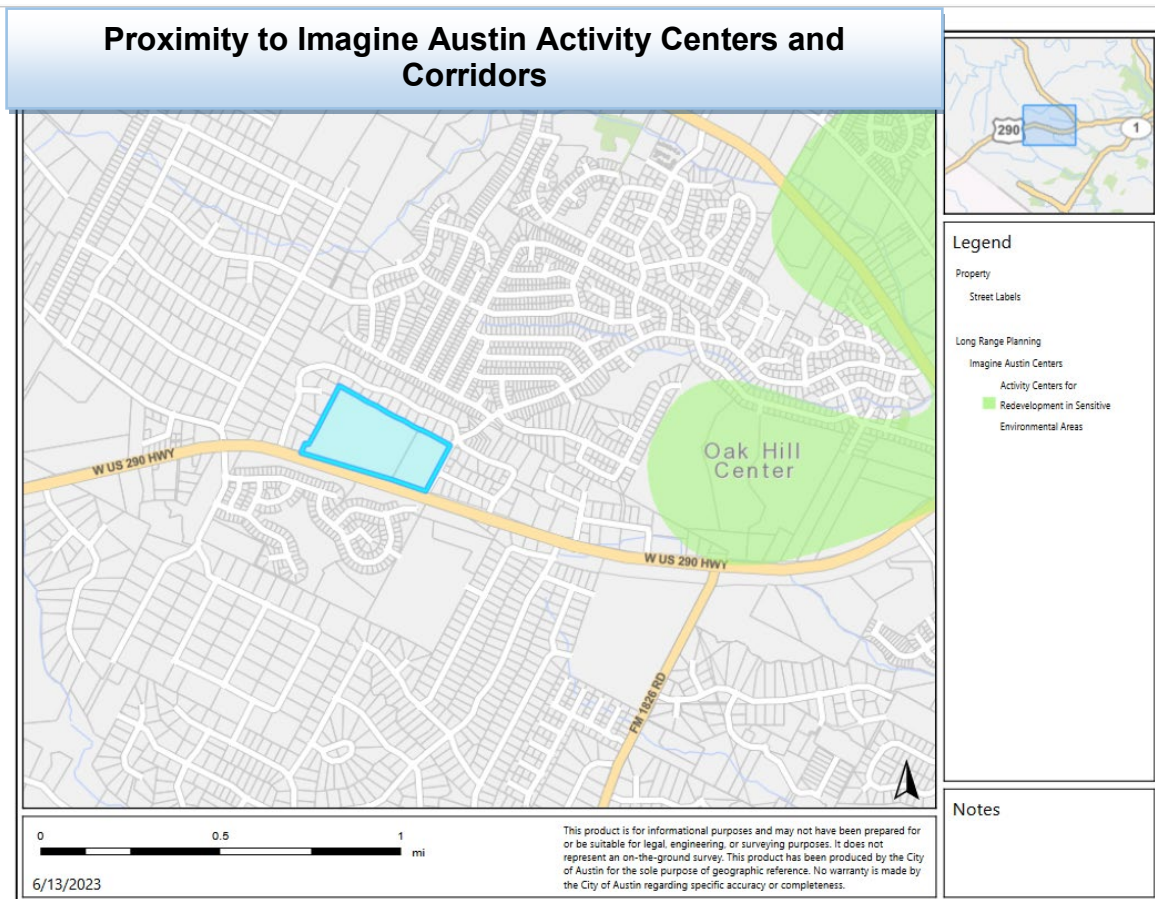 Proximity to Imagine Austin Activity Centers and
Corridors
290
1
W US 290 HWY
Oak Hill
Center
W US 290 HWY
FM 1826 RD
Legend
Property
Street Labels
Long Range Planning
Imagine Austin Centers
Activity Centers for
Redevelopment in Sensitive
Environmental Areas
Notes
0 0.5 1
mi
6/13/2023
This product is for informational purposes and may not have been prepared for
or be suitable for legal, engineering, or surveying purposes. It does not
represent an on-the-ground survey. This product has been produced by the City
of Austin for the sole purpose of geographic reference. No warranty is made by
the City of Austin regarding specific accuracy or completeness.